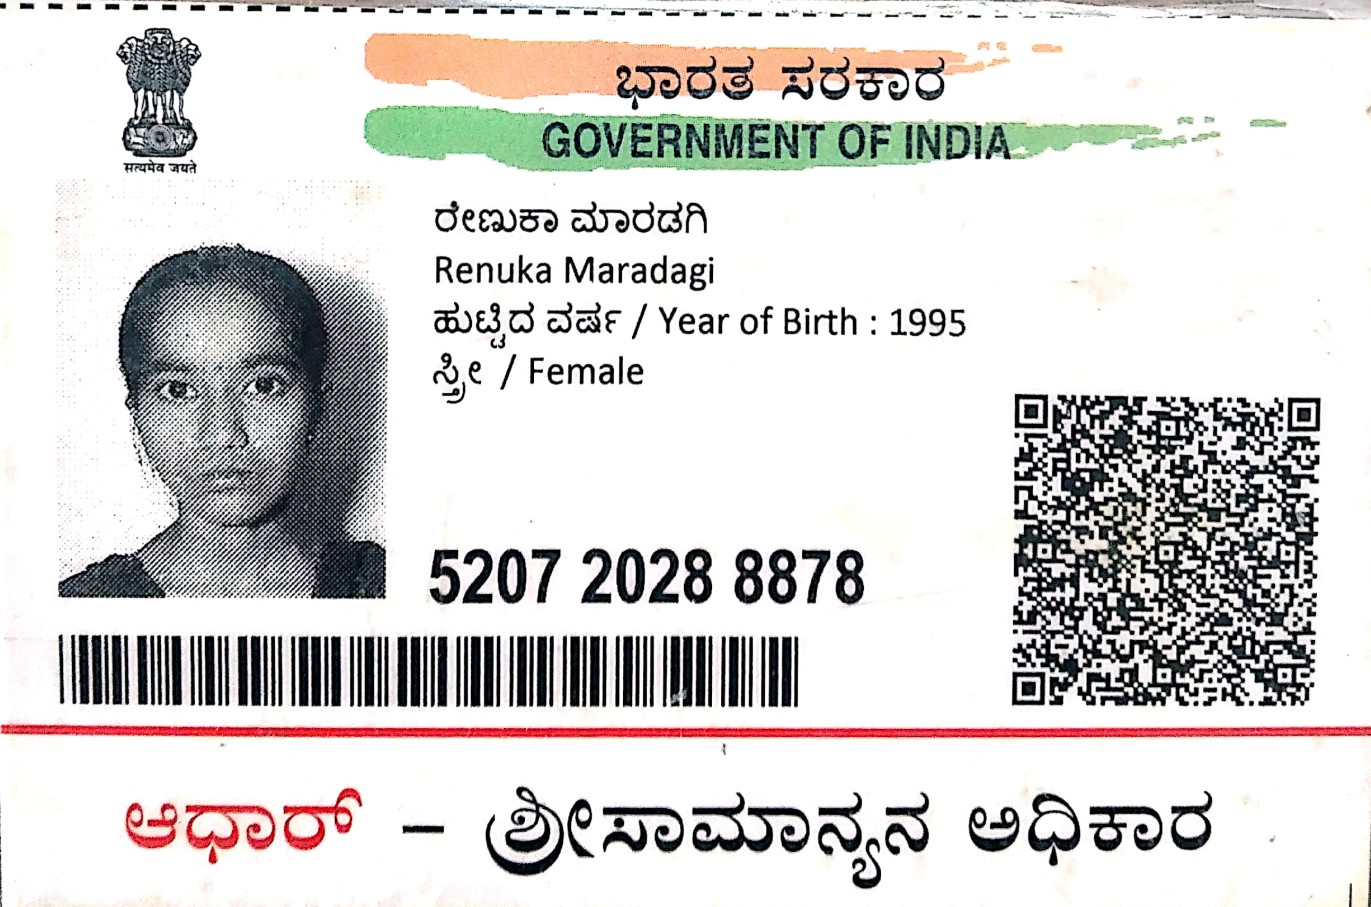 ಭಾರತ ಸರಕಾರ
GOVERNMENT OF INDIA
सत्यमेव जयते
ರೇಣುಕಾ ಮಾರಡಗಿ
Renuka Maradagi
ಹುಟ್ಟಿದ ವರ್ಷ / Year of Birth : 1995
ಸ್ತ್ರೀ / Female
5207 2028 8878
ಆಧಾರ್ – ಶ್ರೀಸಾಮಾನ್ಯನ ಅಧಿಕಾರ